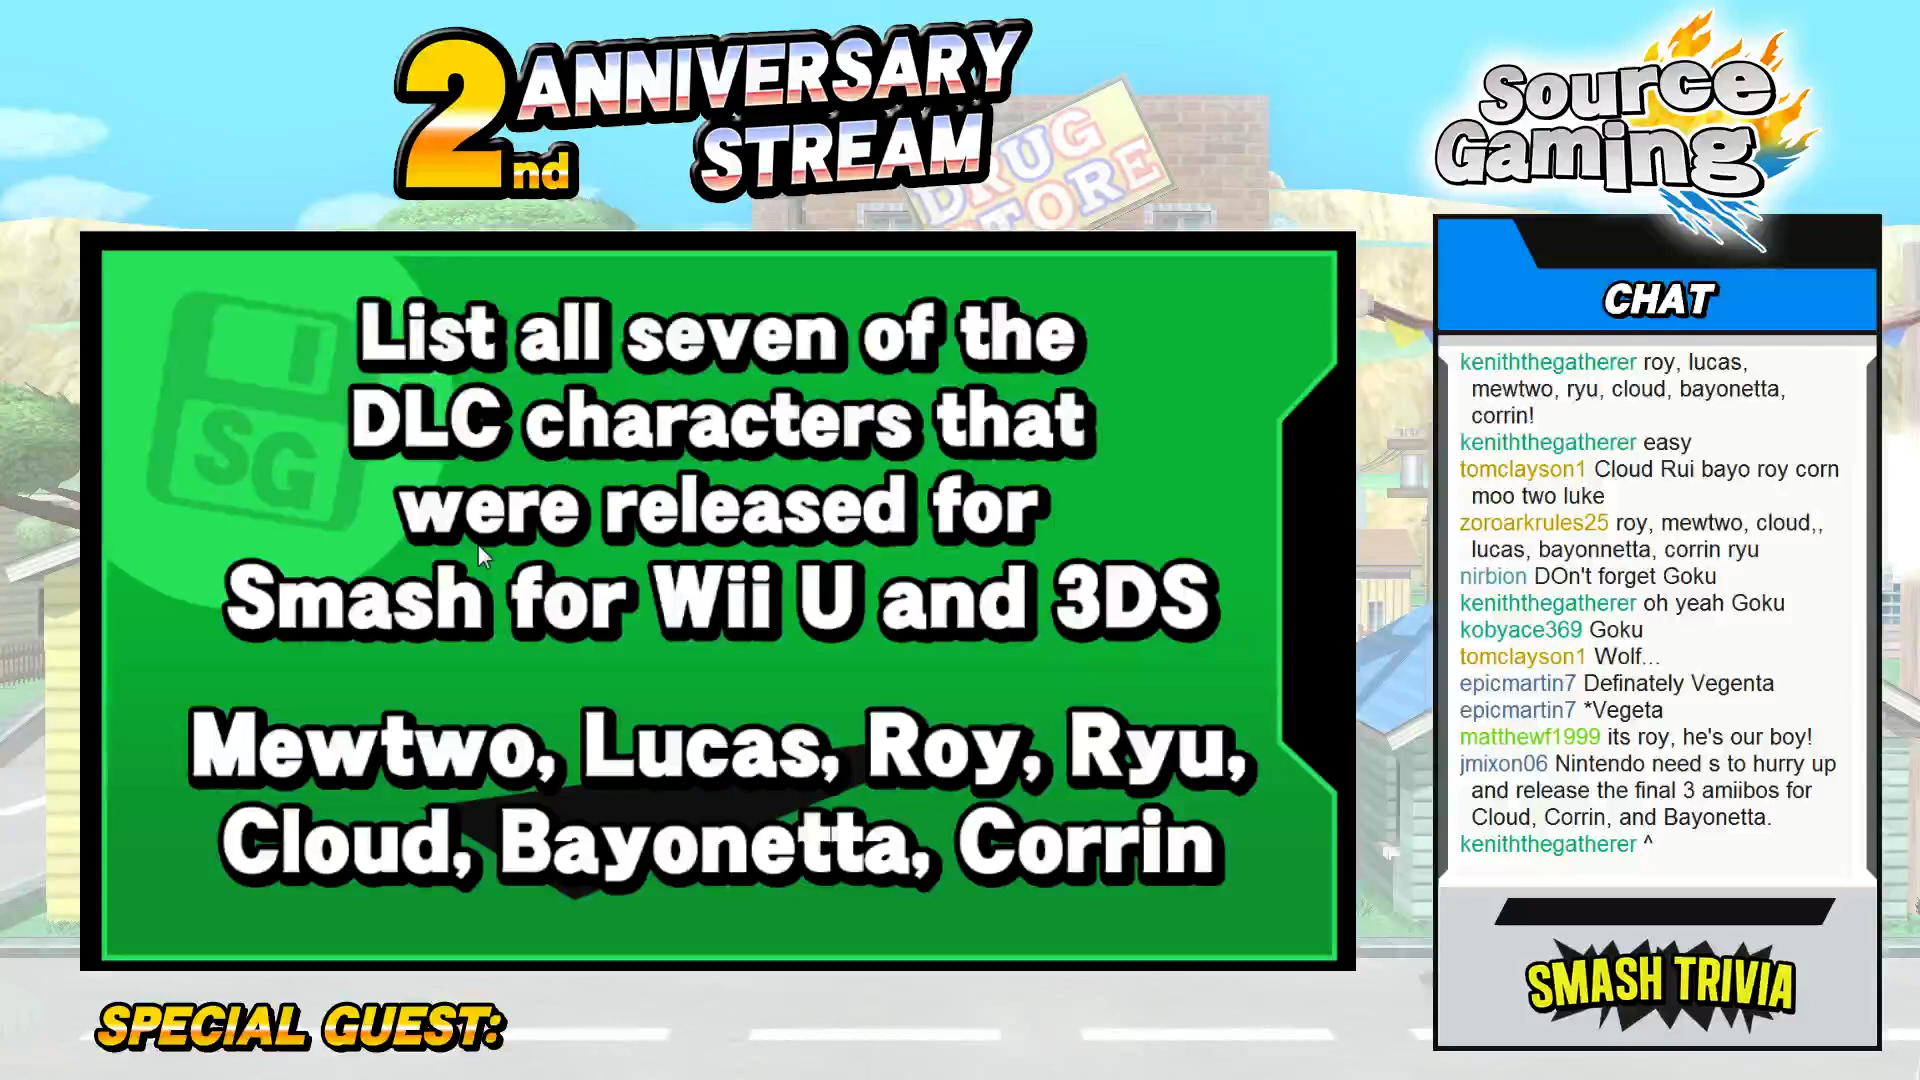 2nd ANNIVERSARY
STREAM
DRUG
STORE
Source
Gaming
SG
List all seven of the
DLC characters that
were released for
Smash for Wii U and 3DS
Mewtwo, Lucas, Roy, Ryu,
Cloud, Bayonetta, Corrin
SPECIAL GUEST:
CHAT
keniththegatherer roy, lucas,
mewtwo, ryu, cloud, bayonetta,
corrin!
keniththegatherer easy
tomclayson1 Cloud Rui bayo roy corn
moo two luke
zoroarkrules25 roy, mewtwo, cloud,,
lucas, bayonnetta, corrin ryu
nirbion DOn't forget Goku
keniththegatherer oh yeah Goku
kobyace369 Goku
tomclayson1 Wolf...
epicmartin7 Definately Vegenta
epicmartin7 *Vegeta
matthewf1999 its roy, he's our boy!
jmixon06 Nintendo need s to hurry up
and release the final 3 amiibos for
Cloud, Corrin, and Bayonetta.
keniththegatherer ^
SMASH TRIVIA